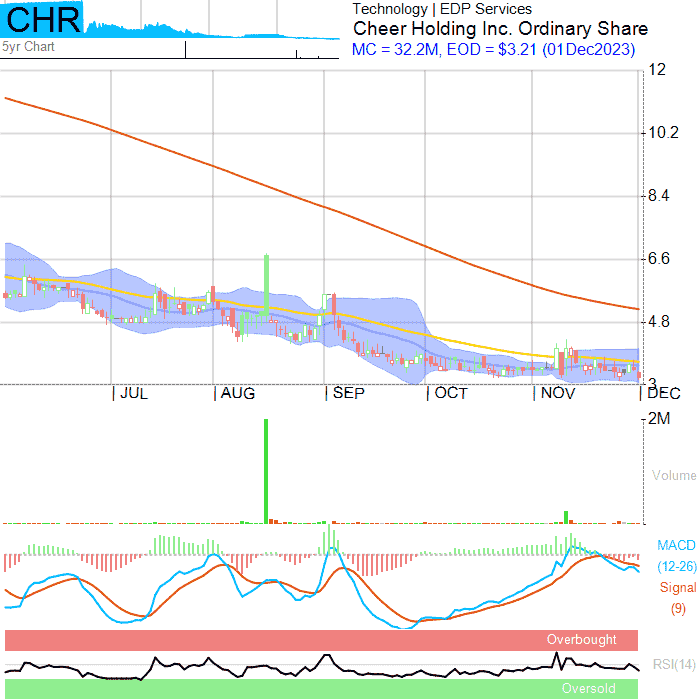 CHR
5yr Chart
Technology | EDP Services
Cheer Holding Inc. Ordinary Share
MC = 32.2M, EOD = $3.21 (01Dec2023)
12
10.2
8.4
6.6
4.8
3
JUL
AUG
SEP
OCT
NOV
DEC
2M
Volume
MACD
(12-26)
Signal
(9)
Overbought
RSI(14)
Oversold